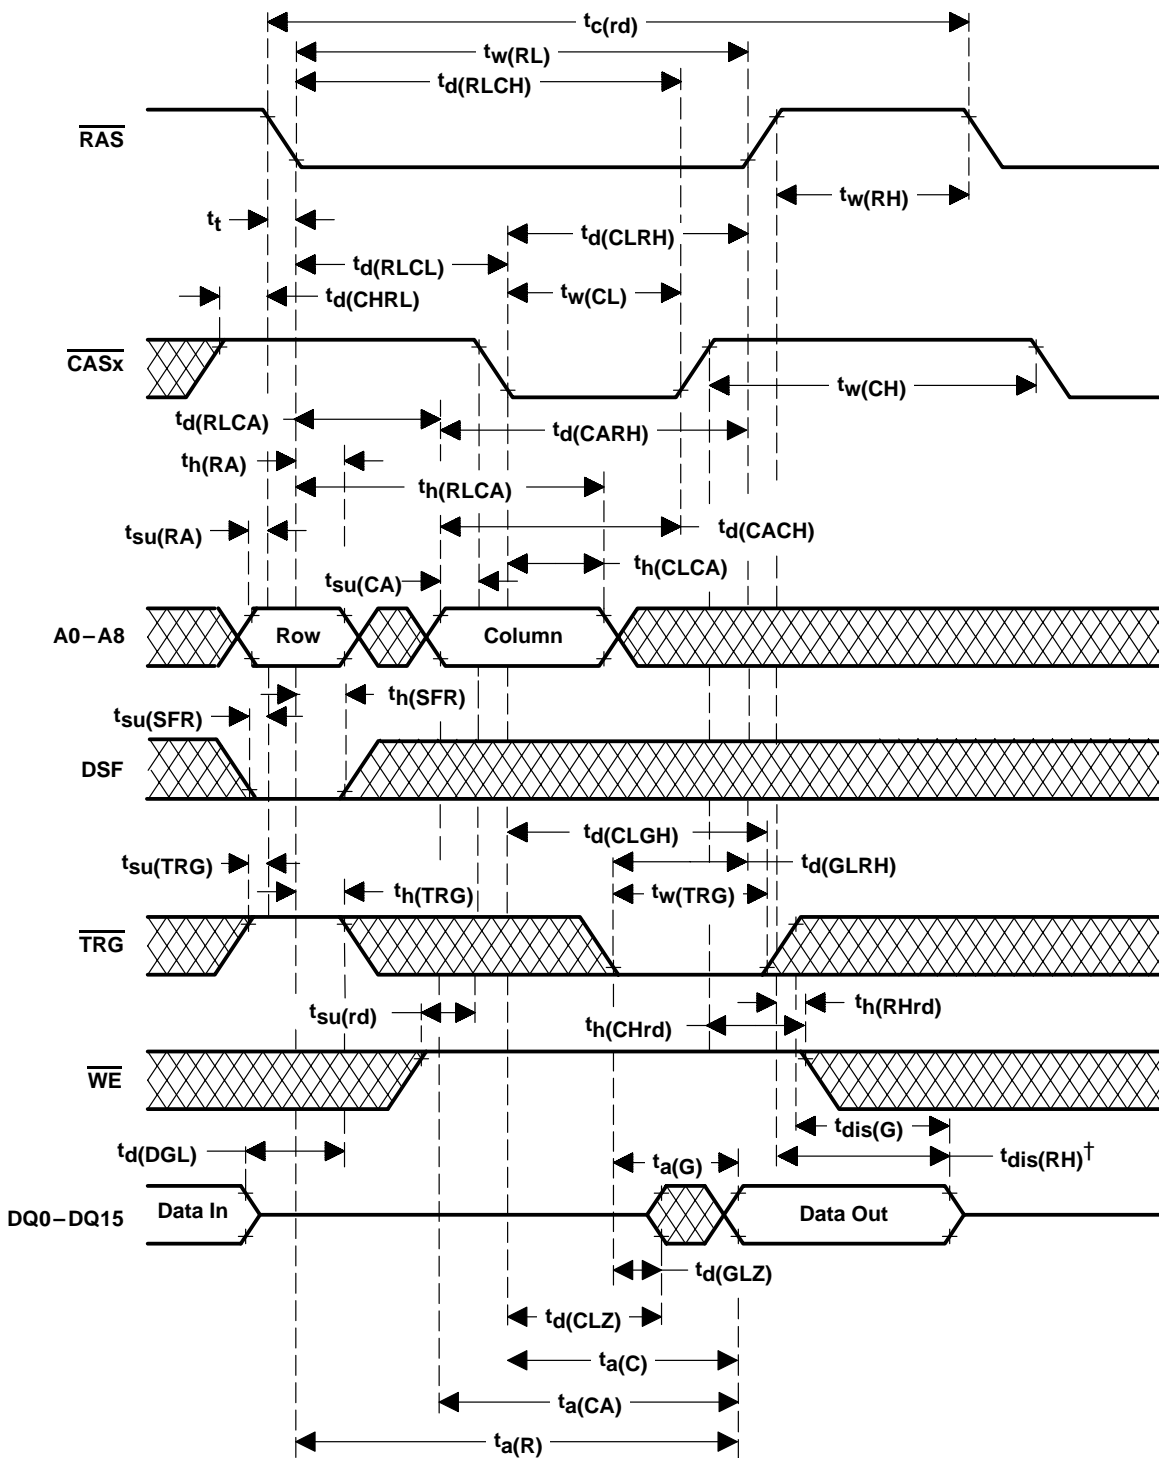 tc(rd)
tw(RL)
td(RLCH)
RAS
tw(RH)
tt
td(CLRH)
td(RLCL)
td(CHRL)
tw(CL)
CASx
tw(CH)
td(RLCA)
td(CARH)
th(RA)
th(RLCA)
tsu(RA)
td(CACH)
th(CLCA)
tsu(CA)
A0–A8
Row
Column
th(SFR)
tsu(SFR)
DSF
td(CLGH)
tsu(TRG)
td(GLRH)
th(TRG)
tw(TRG)
TRG
tsu(rd)
th(RHrd)
th(CHrd)
WE
tdis(G)
td(DGL)
ta(G)
tdis(RH)†
DQ0–DQ15
Data In
Data Out
td(GLZ)
td(CLZ)
ta(C)
ta(CA)
ta(R)